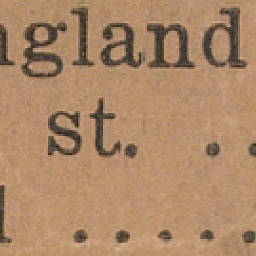 ngland
st. ..
l .....